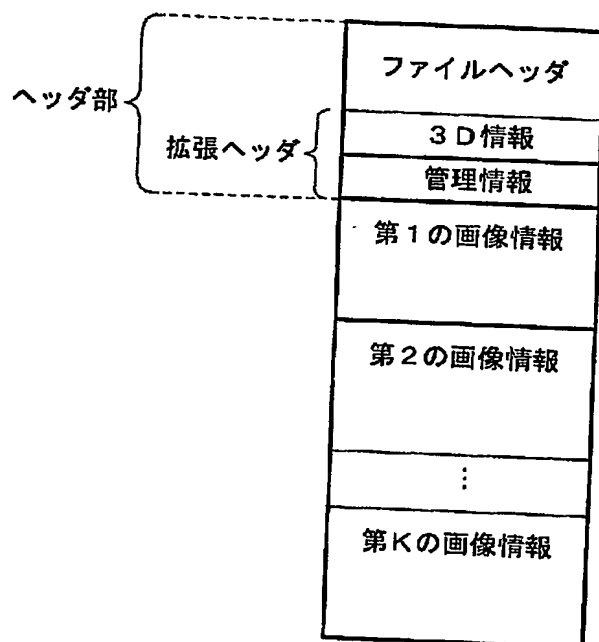 ファイルヘッダ
ヘッダ部
拡張ヘッダ
3D情報
管理情報
第1の画像情報
第2の画像情報
⋮
第Kの画像情報